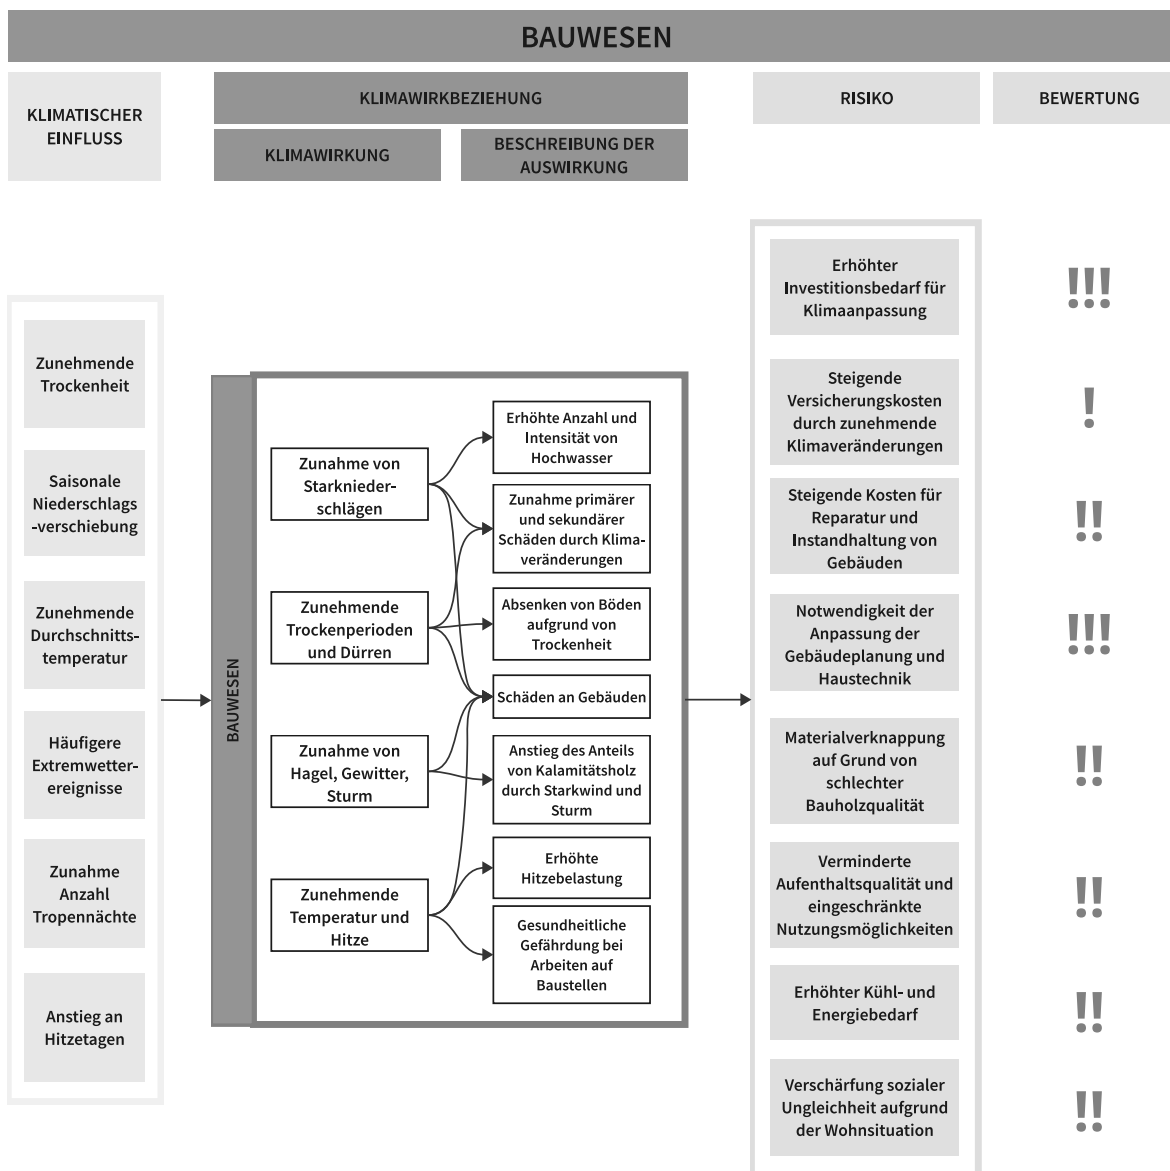 BAUWESEN
KLIMATISCHER
EINFLUSS
KLIMAWIRKBEZIEHUNG
KLIMAWIRKUNG
BESCHREIBUNG DER
AUSWIRKUNG
RISIKO
BEWERTUNG
Zunehmende
Trockenheit
Saisonale
Niederschlags
-verschiebung
Zunehmende
Durchschnitts-
temperatur
Häufigere
Extremwetter-
ereignisse
Zunahme
Anzahl
Tropennächte
Anstieg an
Hitzetagen
BAUWESEN
Zunahme von
Starknieder-
schlägen
Zunehmende
Trockenperioden
und Dürren
Zunahme von
Hagel, Gewitter,
Sturm
Zunehmende
Temperatur und
Hitze
Erhöhte Anzahl und
Intensität von
Hochwasser
Zunahme primärer
und sekundärer
Schäden durch Klima-
veränderungen
Absenken von Böden
aufgrund von
Trockenheit
Schäden an Gebäuden
Anstieg des Anteils
von Kalamitätsholz
durch Starkwind und
Sturm
Erhöhte
Hitzebelastung
Gesundheitliche
Gefährdung bei
Arbeiten auf
Baustellen
Erhöhter
Investitionsbedarf für
Klimaanpassung
!!!
Steigende
Versicherungskosten
durch zunehmende
Klimaveränderungen
!
Steigende Kosten für
Reparatur und
Instandhaltung von
Gebäuden
!!
Notwendigkeit der
Anpassung der
Gebäudeplanung und
Haustechnik
!!!
Materialverknappung
auf Grund von
schlechter
Bauholzqualität
!!
Verminderte
Aufenthaltsqualität und
eingeschränkte
Nutzungsmöglichkeiten
!!
Erhöhter Kühl- und
Energiebedarf
!!
Verschärfung sozialer
Ungleichheit aufgrund
der Wohnsituation
!!